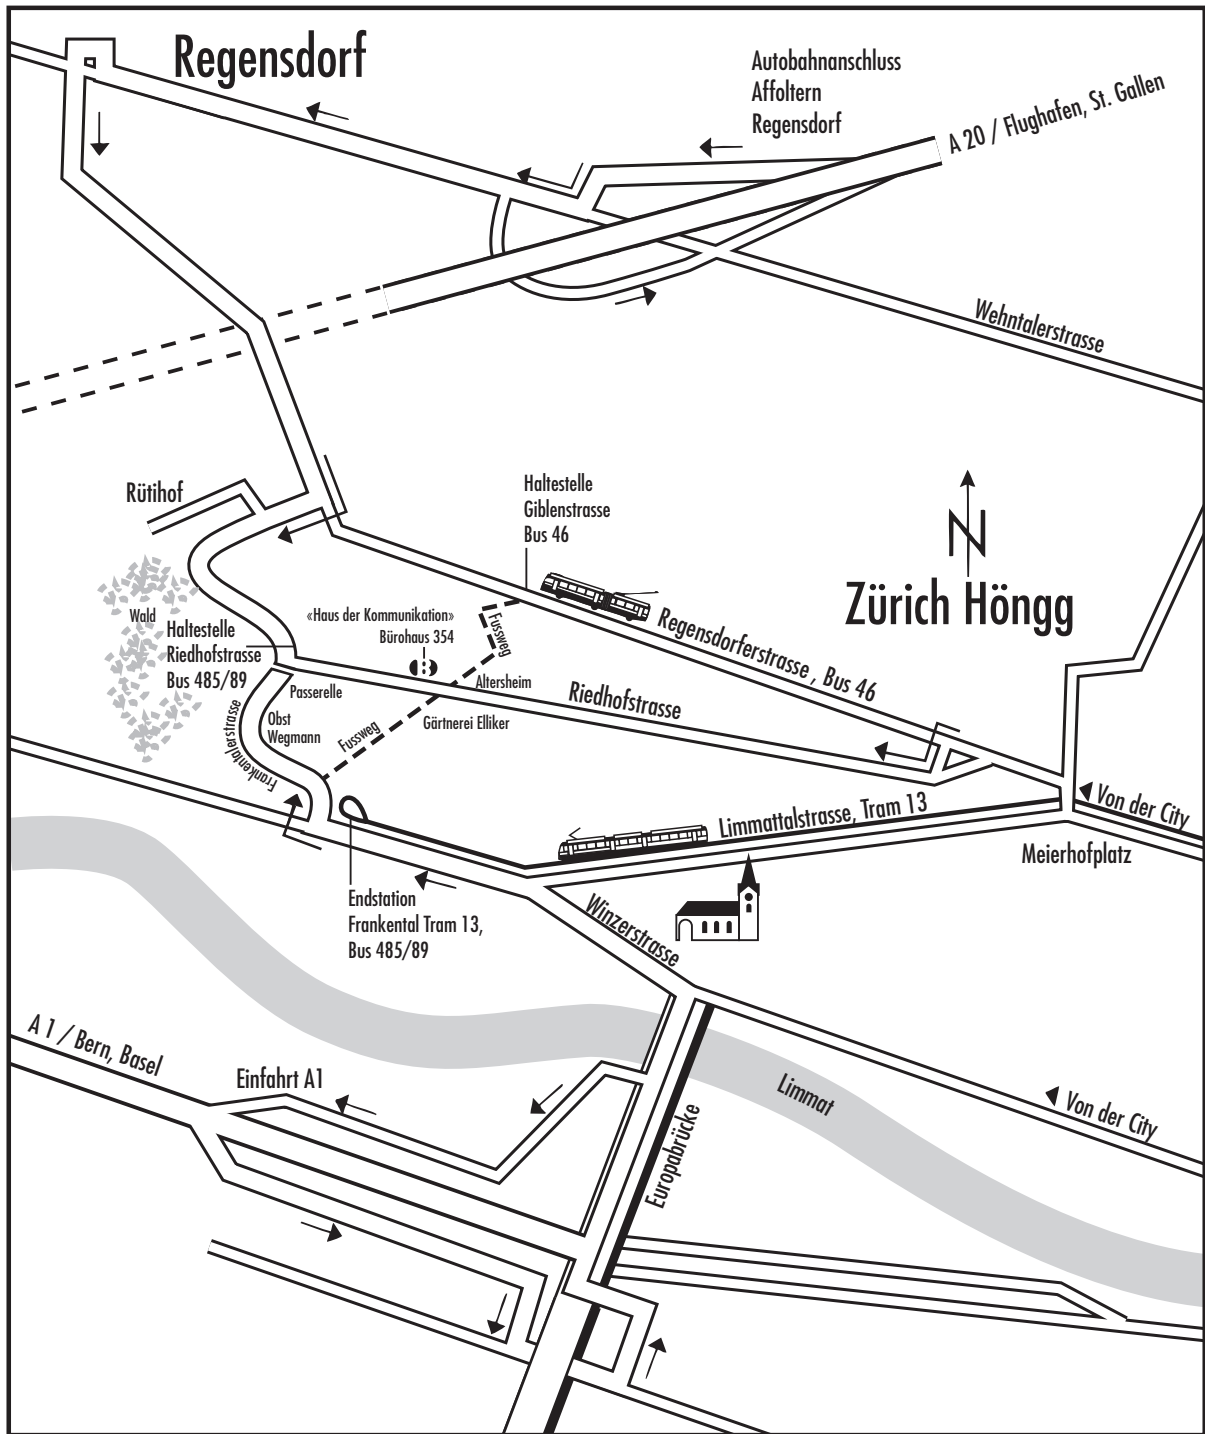 Regensdorf
Autobahnanschluss
Affoltern
Regensdorf
A 20 / Flughafen, St. Gallen
Wehntalerstrasse
Rütihof
Haltestelle
Giblenstrasse
Bus 46
N
Zürich Höngg
Wald
Haltestelle
Riedhofstrasse
Bus 485/89
«Haus der Kommunikation»
Bürohaus 354
Fussweg
Regensdorferstrasse , Bus 46
Altersheim
Riedhofstrasse
Passerelle
Obst
Wegmann
Frankentalerstrasse
Fussweg
Gärtnerei Elliker
Limmattalstrasse, Tram 13
Von der City
Meierhofplatz
Endstation
Frankental Tram 13,
Bus 485/89
Winzerstrasse
A 1 / Bern, Basel
Einfahrt A1
Limmat
Von der City
Europabrücke